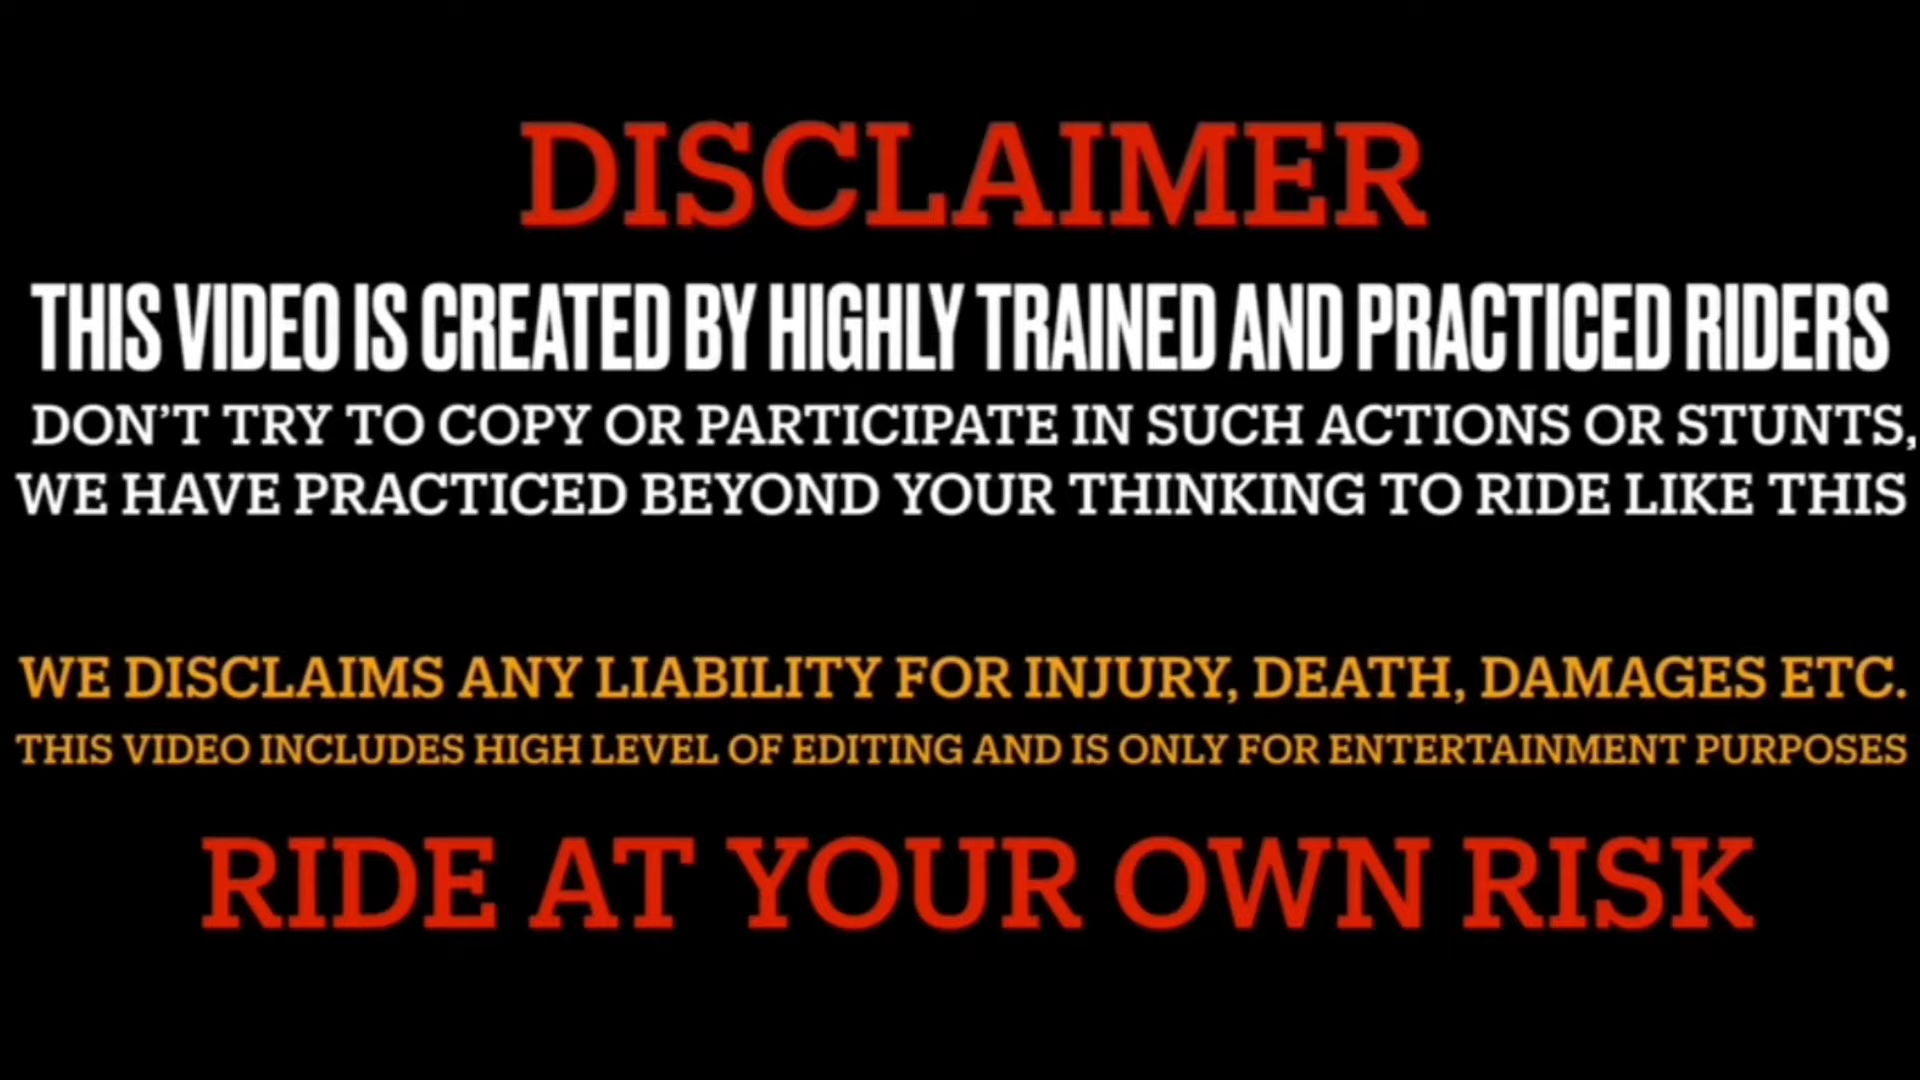 DISCLAIMER
THIS VIDEO IS CREATED BY HIGHLY TRAINED AND PRACTICED RIDERS
DON'T TRY TO COPY OR PARTICIPATE IN SUCH ACTIONS OR STUNTS,
WE HAVE PRACTICED BEYOND YOUR THINKING TO RIDE LIKE THIS
WE DISCLAIMS ANY LIABILITY FOR INJURY, DEATH, DAMAGES ETC.
THIS VIDEO INCLUDES HIGH LEVEL OF EDITING AND IS ONLY FOR ENTERTAINMENT PURPOSES
RIDE AT YOUR OWN RISK